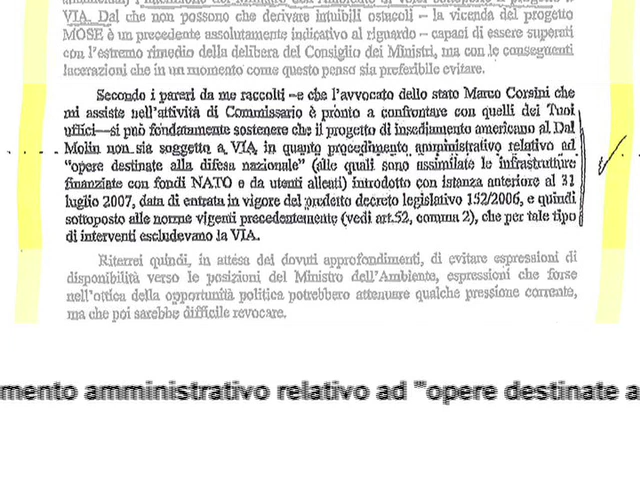 VIA. Dal che non possono che derivare intuibili ostacoli – la vicenda del progetto
MOSE è un precedente assolutamente indicativo al riguardo – capaci di essere superati
con l'estremo rimedio della delibera del Consiglio dei Ministri, ma con le conseguenti
lacerazioni che in un momento come questo penso sia preferibile evitare.
Secondo i pareri da me raccolti –e che l'avvocato dello stato Marco Corsini che
mi assiste nell'attività di Commissario è pronto a confrontare con quelli dei Tuoi
uffici—si può fondatamente sostenere che il progetto di insediamento americano al Dal
Molin non sia soggetto a VIA in quanto procedimento amministrativo relativo ad
"opere destinate alla difesa nazionale" (alle quali sono assimilate le infrastrutture
finanziate con fondi NATO e da utenti alleati) introdotto con istanza anteriore al 31
luglio 2007, data di entrata in vigore del predetto decreto legislativo 152/2006, e quindi
sottoposto alle norme vigenti precedentemente (vedi art.52, comma 2), che per tale tipo
di interventi escludevano la VIA.
Riterrei quindi, in attesa dei dovuti approfondimenti, di evitare espressioni di
disponibilità verso le posizioni del Ministro dell'Ambiente, espressioni che forse
nell'ottica della opportunità politica potrebbero attenuare qualche pressione corrente,
ma che poi sarebbe difficile revocare.
mento amministrativo relativo ad "opere destinate a